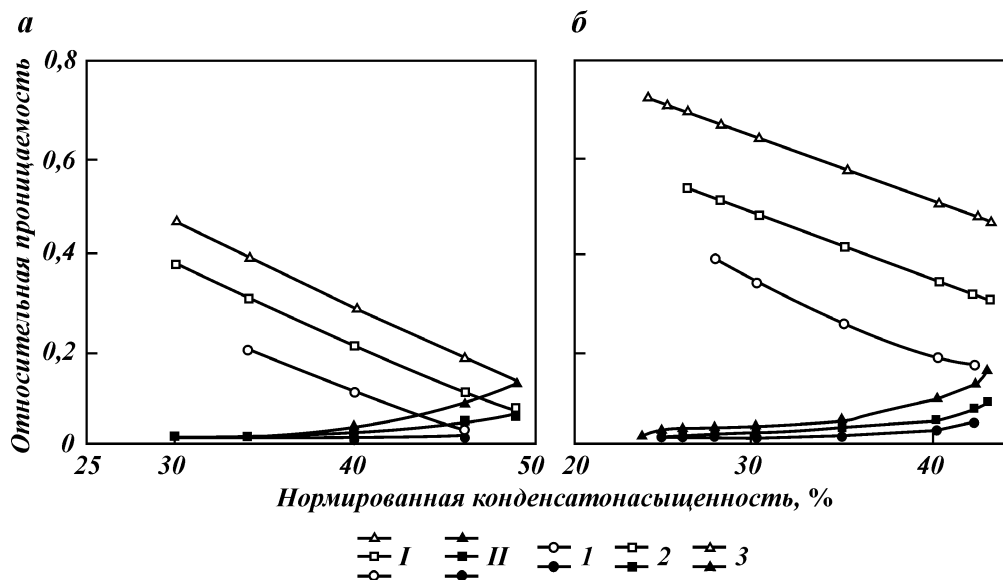 а б
Относительная проницаемость
0,8
0,6
0,4
0,2
0
25 30 40 50 20 30 40
Нормированная конденсатонасыщенность, %
I II 1 2 3